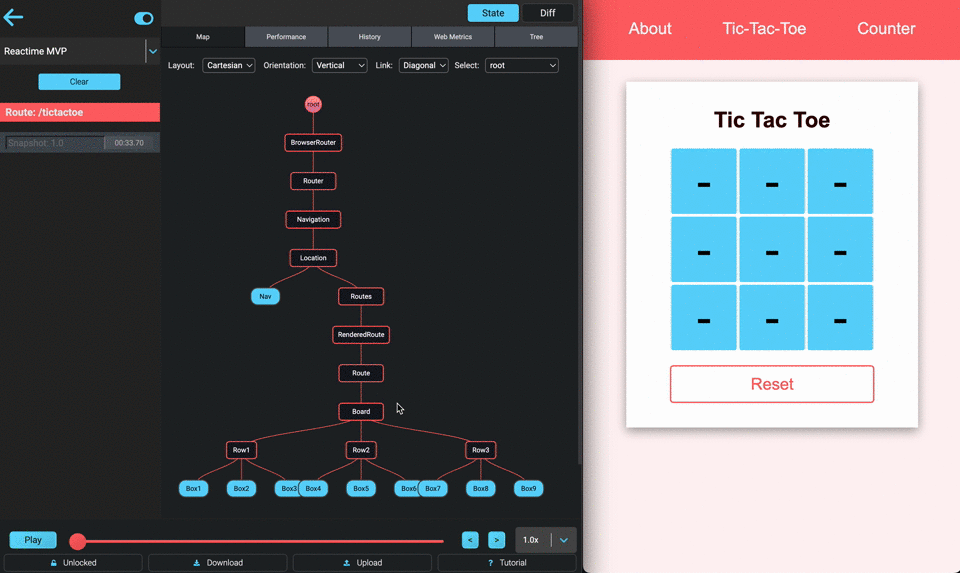 State Diff
Reactime MVP
Map Performance History Web Metrics Tree
Layout: Cartesian Orientation: Vertical Link: Diagonal Select: root
Clear
Route: /tictactoe
Snapshot: 1.0 00:33.70
root
BrowserRouter
Router
Navigation
Location
Nav Routes
RenderedRoute
Route
Board
Row1 Row2 Row3
Box1 Box2 Box3 Box4 Box5 Box6 Box7 Box8 Box9
Play < > 1.0x
Unlocked Download Upload ? Tutorial
About Tic-Tac-Toe Counter
Tic Tac Toe
- - -
- - -
- - -
Reset